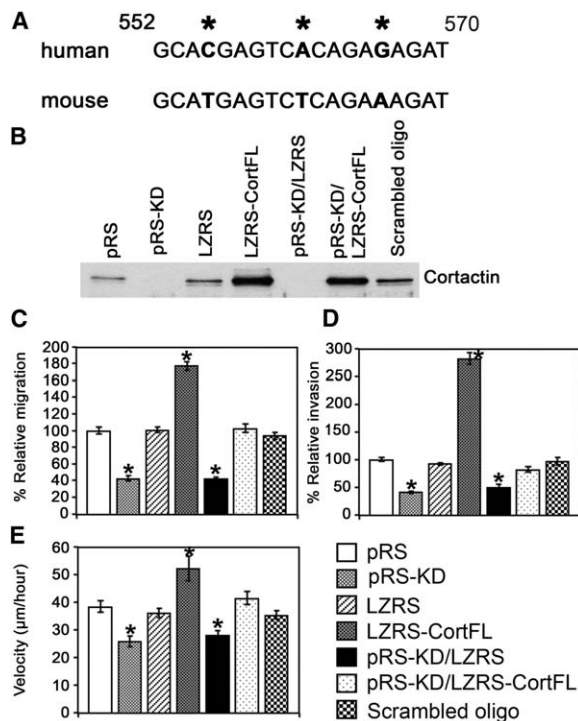 A
552 * * * 570
human GCACGAGTCACAGAGAGAT
mouse GCATGAGTCTCAGAAAGAT
B
pRS
pRS-KD
LZRS
LZRS-CortFL
pRS-KD/LZRS
pRS-KD/
LZRS-CortFL
Scrambled oligo
Cortactin
C
% Relative migration
200
180
160
140
120
100
80
60
40
20
0
* * *
D
% Relative invasion
300
250
200
150
100
50
0
* * *
E
Velocity (µm/hour)
60
50
40
30
20
10
0
* * *
pRS
pRS-KD
LZRS
LZRS-CortFL
pRS-KD/LZRS
pRS-KD/LZRS-CortFL
Scrambled oligo